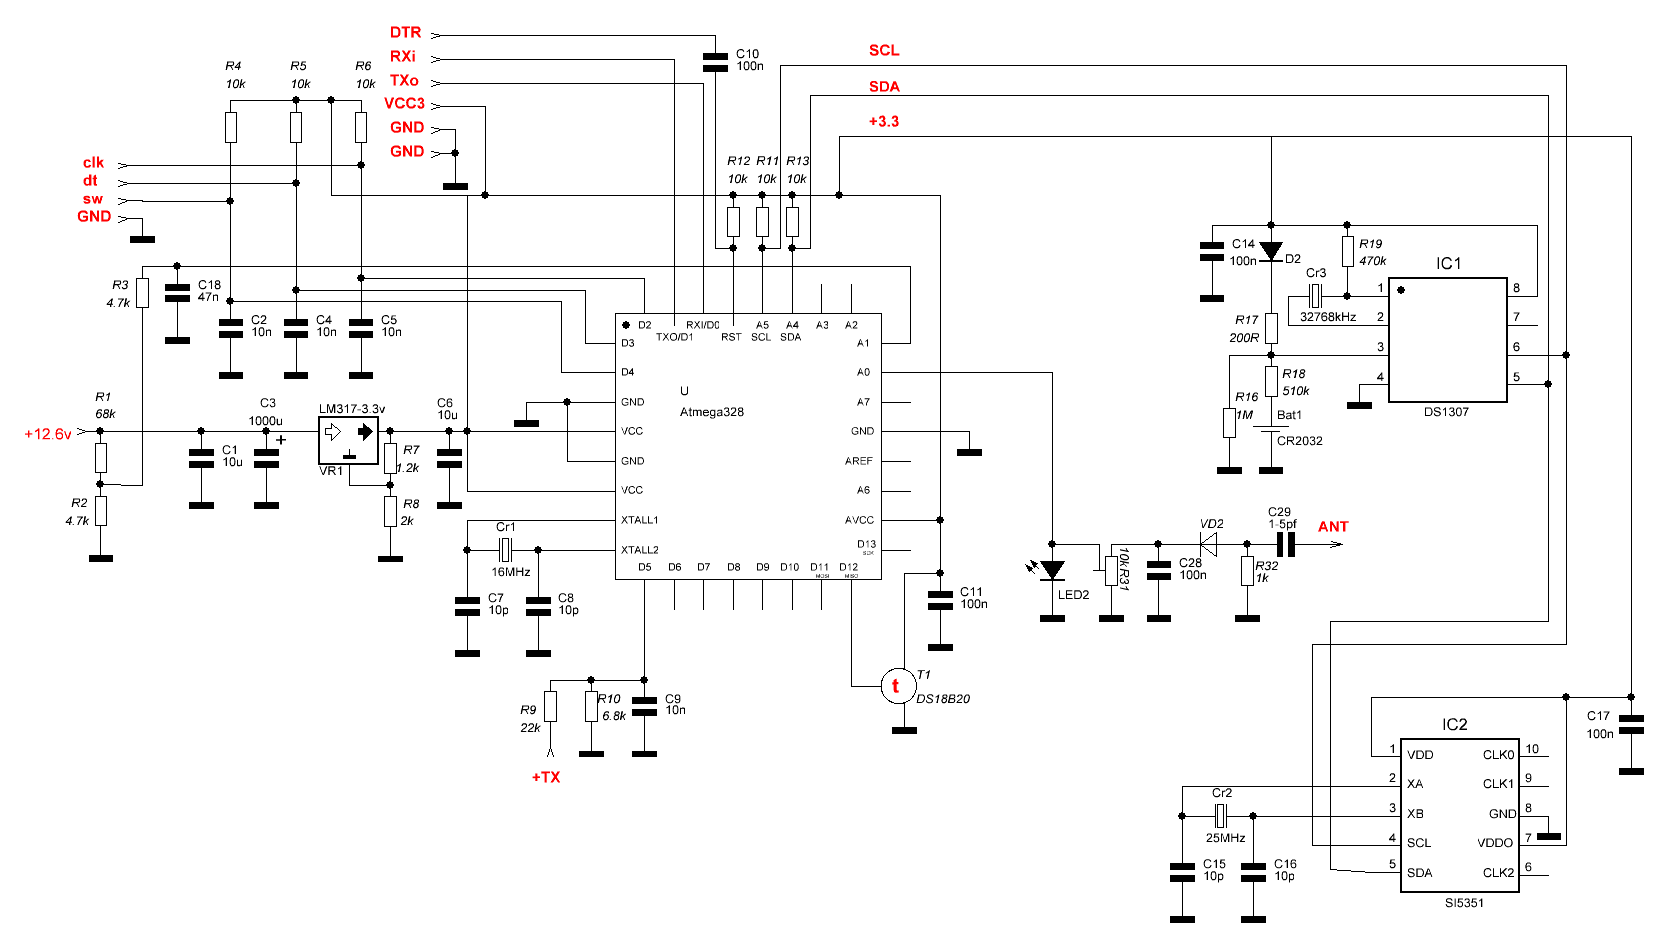 DTR
RXi
TXo
VCC3
GND
GND
C10
100n
SCL
SDA
+3.3
R4
10k
R5
10k
R6
10k
clk
dt
sw
GND
R12
10k
R11
10k
R13
10k
R3
4.7k
C18
47n
C2
10n
C4
10n
C5
10n
R1
68k
+12.6v
R2
4.7k
C1
10u
C3
1000u
+
LM317-3.3v
VR1
R7
1.2k
R8
2k
C6
10u
Cr1
16MHz
C7
10p
C8
10p
U
Atmega328
D2
TXO/D1
RXI/D0
RST
A5
SCL
A4
SDA
A3
A2
D3
D4
GND
VCC
GND
VCC
XTALL1
XTALL2
A1
A0
A7
GND
AREF
A6
AVCC
D13
SCK
D5
D6
D7
D8
D9
D10
D11
MOSI
D12
MISO
R9
22k
R10
6.8k
C9
10n
+TX
t
T1
DS18B20
C11
100n
LED2
10k
R31
C28
100n
VD2
R32
1k
C29
1-5pf
ANT
C14
100n
D2
Cr3
32768kHz
R19
470k
R17
200R
R18
510k
R16
1M
Bat1
CR2032
IC1
1
2
3
4
8
7
6
5
DS1307
IC2
C17
100n
1
2
3
4
5
VDD
XA
XB
SCL
SDA
CLK0
CLK1
GND
VDDO
CLK2
10
9
8
7
6
SI5351
Cr2
25MHz
C15
10p
C16
10p